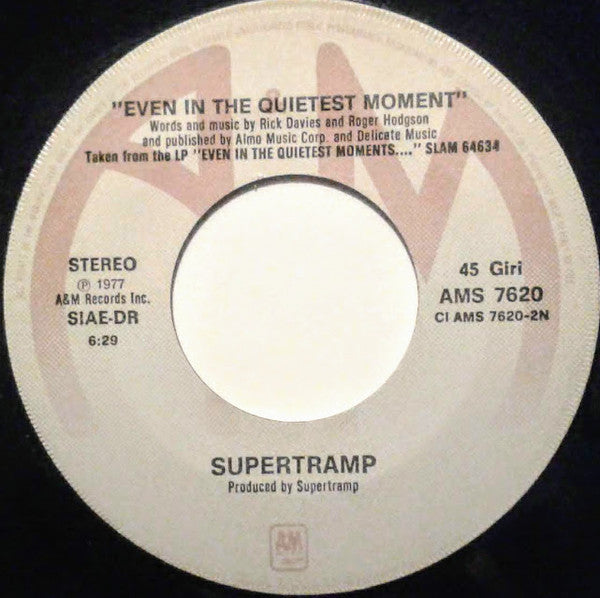 "EVEN IN THE QUIETEST MOMENT"
Words and music by Rick Davies and Roger Hodgson
and published by Almo Music Corp. and Delicate Music
Taken from the LP "EVEN IN THE QUIETEST MOMENTS...." SLAM 64634
STEREO
Ⓟ 1977
A&M Records Inc.
SIAE-DR
6:29
45 Giri
AMS 7620
CI AMS 7620-2N
SUPERTRAMP
Produced by Supertramp
A&M